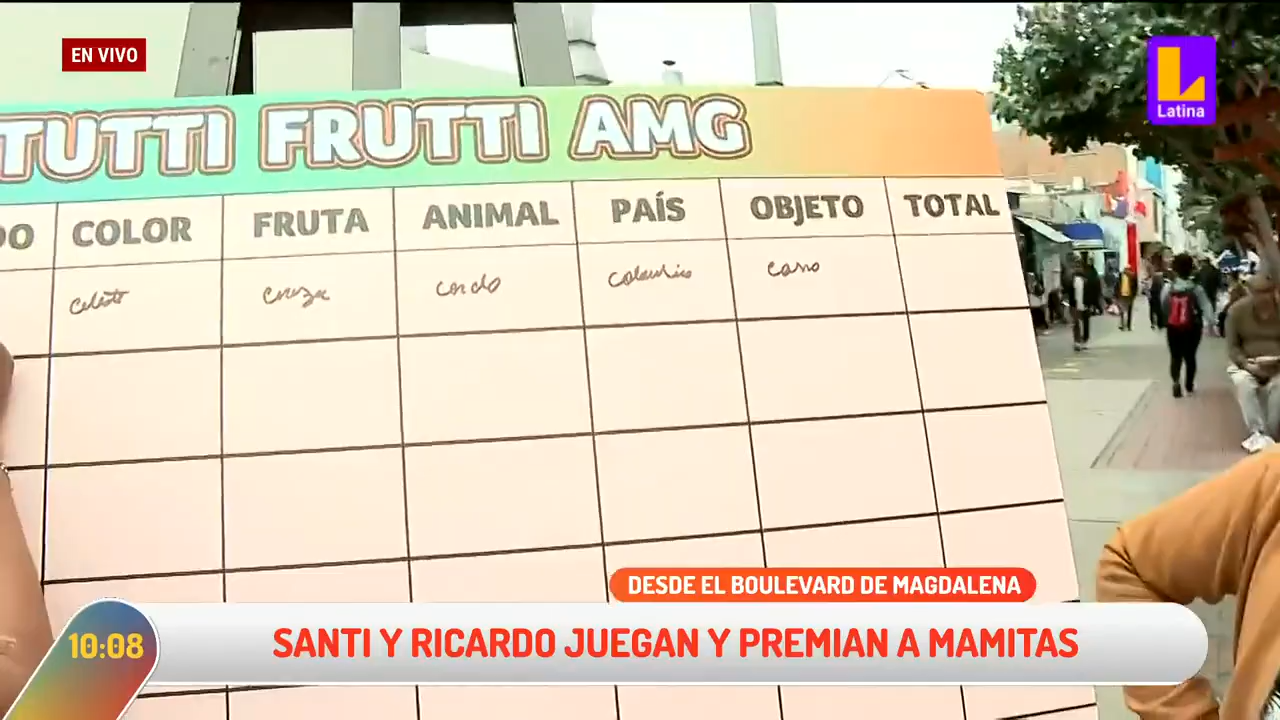 EN VIVO
Latina
TUTTI FRUTTI AMG
DO COLOR FRUTA ANIMAL PAÍS OBJETO TOTAL
celeste cereza cerdo Colombia carro
DESDE EL BOULEVARD DE MAGDALENA
10:08
SANTI Y RICARDO JUEGAN Y PREMIAN A MAMITAS